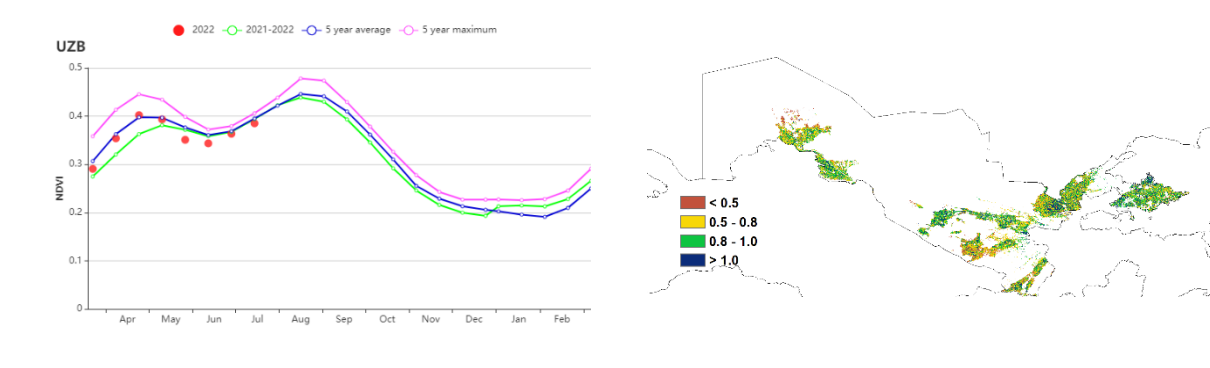 2022 2021-2022 5 year average 5 year maximum
UZB
0.5
0.4
0.3
0.2
0.1
0
NDVI
Apr May Jun Jul Aug Sep Oct Nov Dec Jan Feb
< 0.5
0.5 - 0.8
0.8 - 1.0
> 1.0